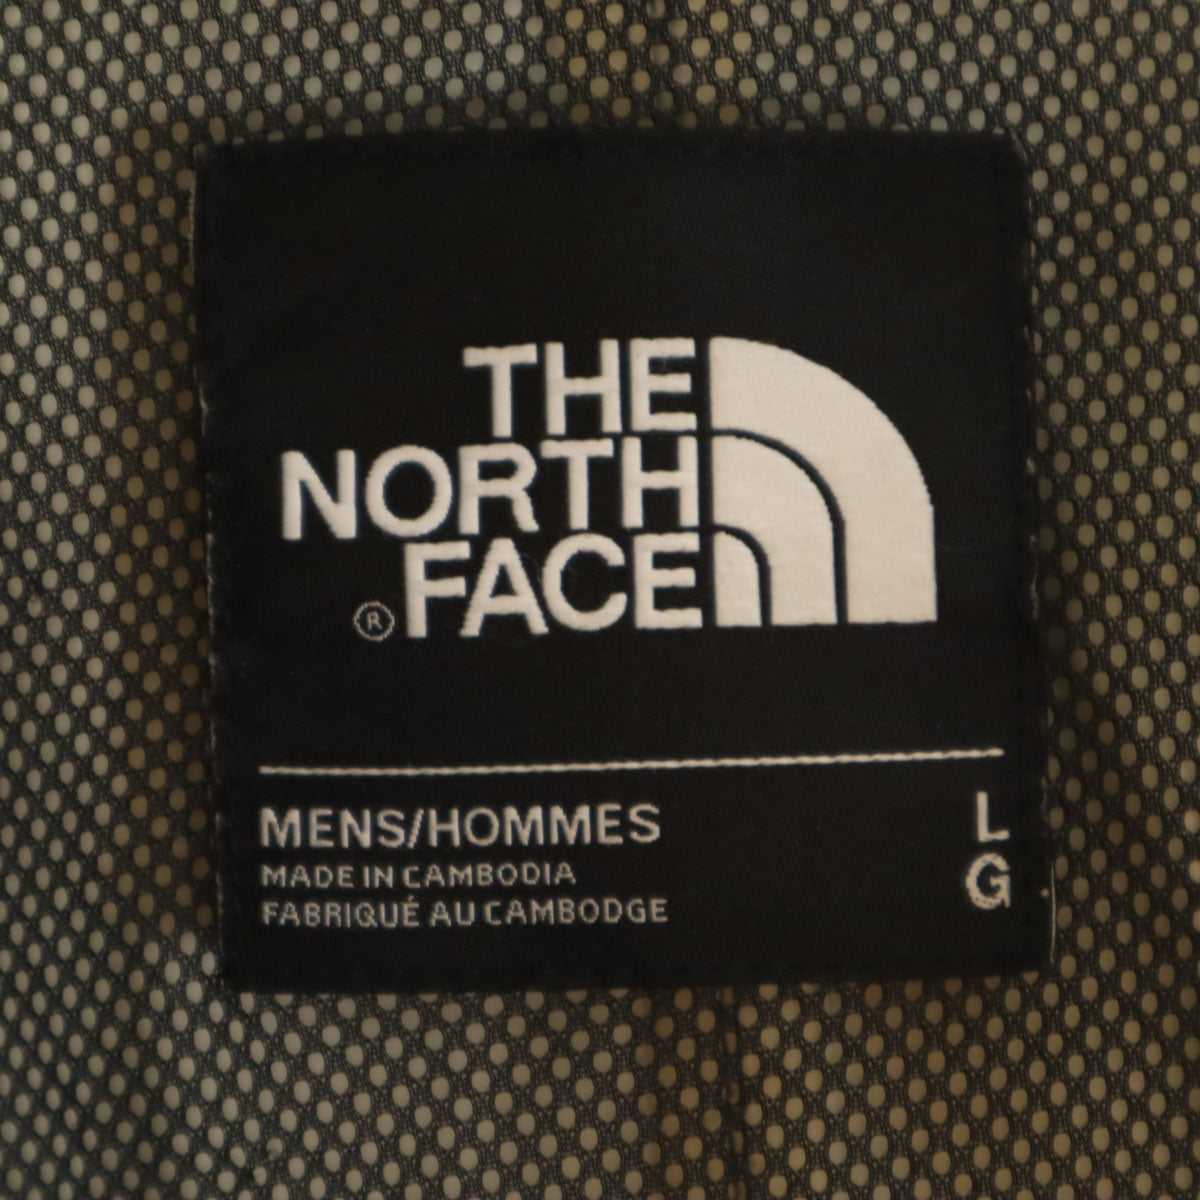 THE
NORTH
® FACE
MENS/HOMMES L
MADE IN CAMBODIA G
FABRIQUÉ AU CAMBODGE